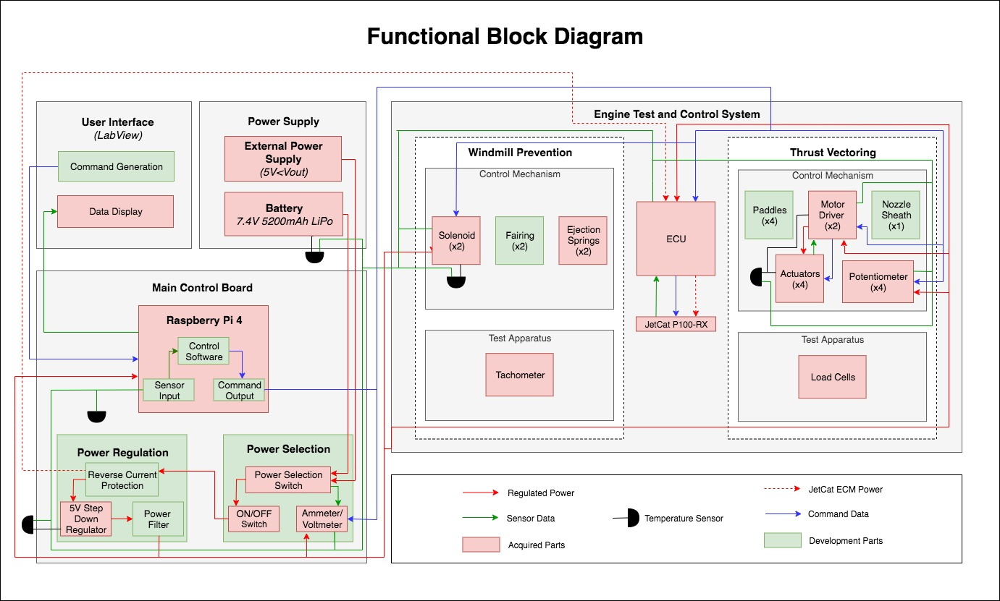 Functional Block Diagram
User Interface
(LabView)
Command Generation
Data Display
Power Supply
External Power
Supply
(5V<Vout)
Battery
7.4V 5200mAh LiPo
Main Control Board
Raspberry Pi 4
Control
Software
Sensor
Input
Command
Output
Power Regulation
Reverse Current
Protection
5V Step
Down
Regulator
Power
Filter
Power Selection
Power Selection
Switch
ON/OFF
Switch
Ammeter/
Voltmeter
Engine Test and Control System
Windmill Prevention
Control Mechanism
Solenoid
(x2)
Fairing
(x2)
Ejection
Springs
(x2)
Test Apparatus
Tachometer
ECU
JetCat P100-RX
Thrust Vectoring
Control Mechanism
Paddles
(x4)
Motor
Driver
(x2)
Nozzle
Sheath
(x1)
Actuators
(x4)
Potentiometer
(x4)
Test Apparatus
Load Cells
Regulated Power
Sensor Data
Acquired Parts
Temperature Sensor
JetCat ECM Power
Command Data
Development Parts